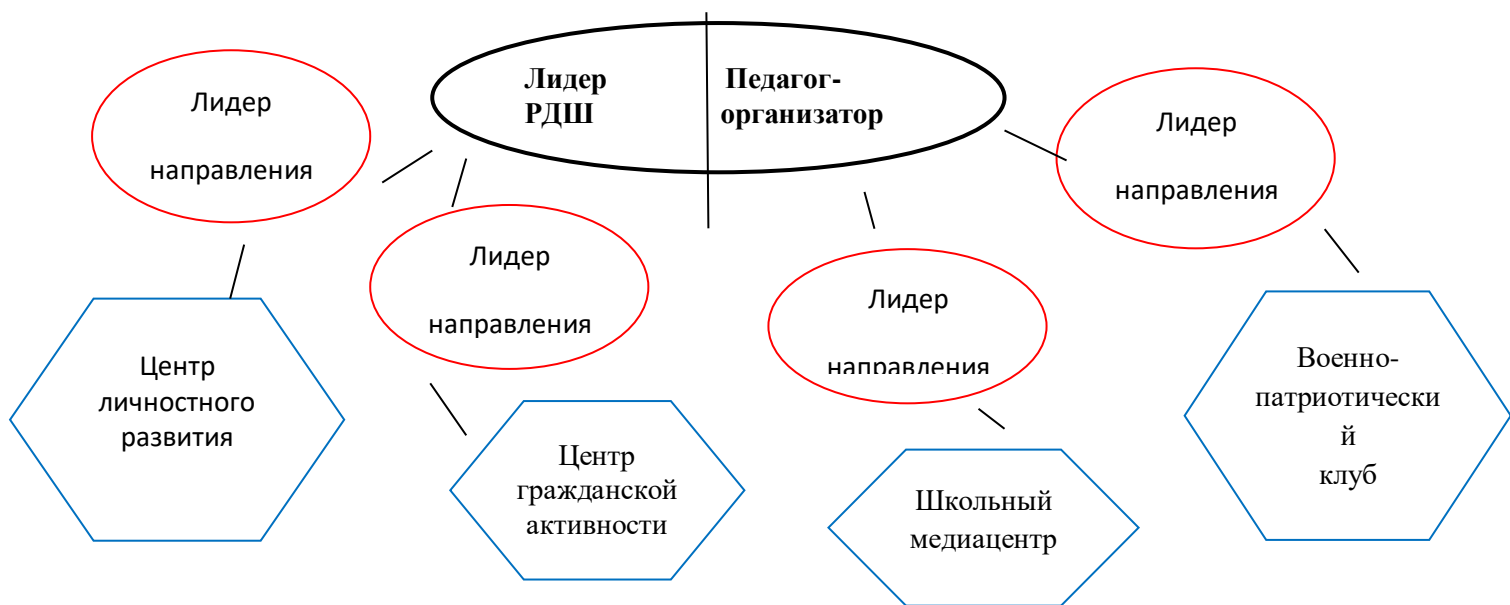 Лидер
РДШ
Педагог-
организатор
Лидер
направления
Лидер
направления
Лидер
направления
Лидер
направления
Центр
личностного
развития
Центр
гражданской
активности
Школьный
медиацентр
Военно-
патриотически
й
клуб